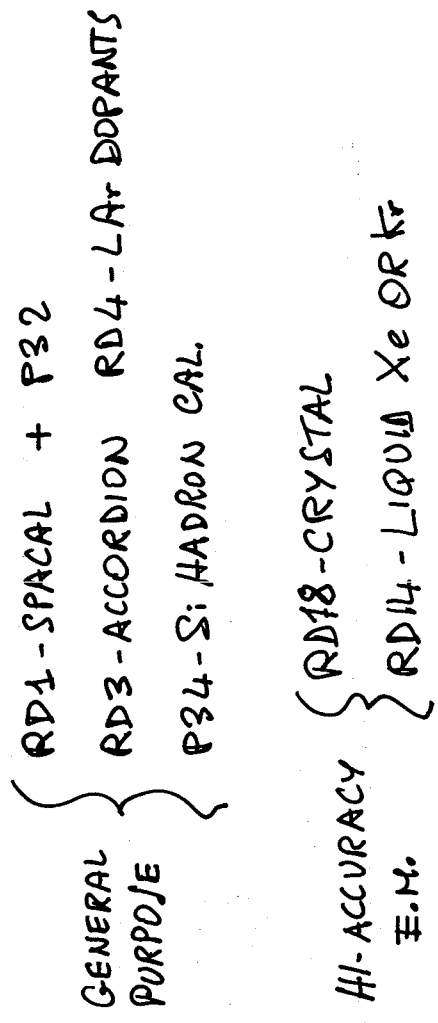 GENERAL PURPOSE
RD1 - SPACAL + P32
RD3 - ACCORDION RD4 - LAr DOPANTS
P34 - Si HADRON CAL.
HI-ACCURACY E.M.
RD18 - CRYSTAL
RD14 - LIQUID Xe OR Kr